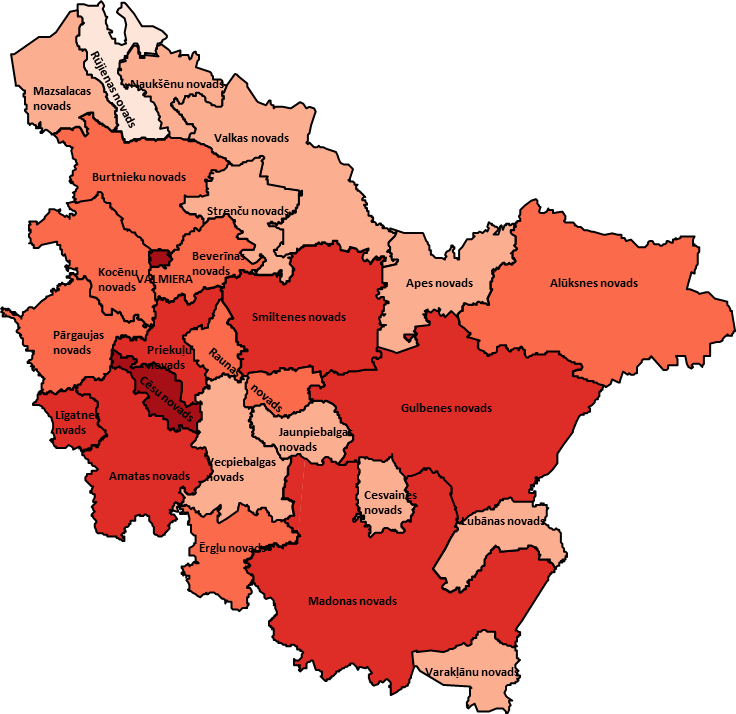 Rūjienas novads
Naukšēnu novads
Mazsalacas
novads
Valkas novads
Burtnieku novads
Strenču novads
Beverīnas
novads
Kocēnu
novads
VALMIERA
Apes novads
Alūksnes novads
Smiltenes novads
Pārgaujas
novads
Priekuļu
novads
Raunas
novads
Cēsu novads
Līgatnes
nvads
Gulbenes novads
Jaunpiebalgas
novads
Vecpiebalgas
novads
Amatas novads
Cesvaines
novads
Lubānas novads
Ērgļu novads
Madonas novads
Varakļānu novads